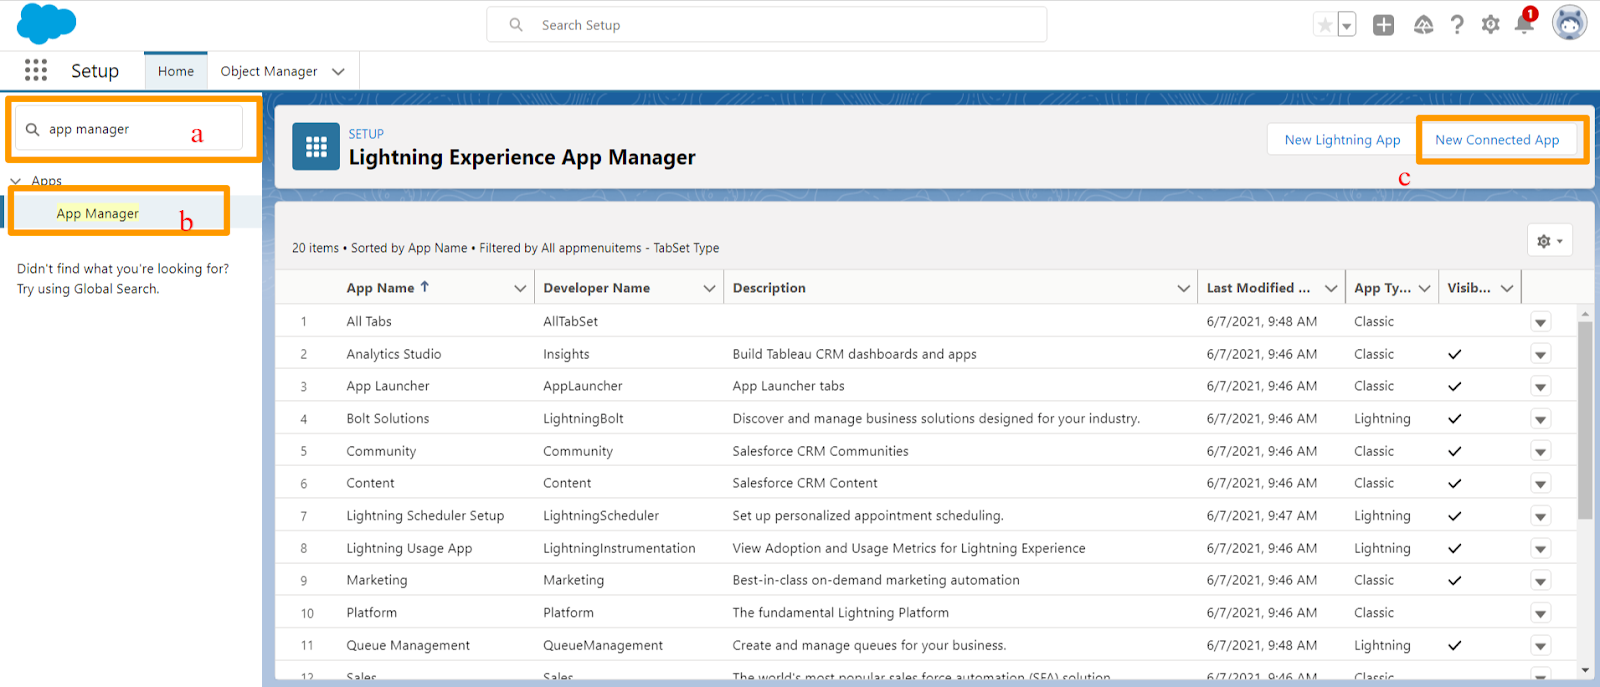 Search Setup
1
Setup
Home
Object Manager
app manager
a
Apps
App Manager
b
Didn't find what you're looking for?
Try using Global Search.
SETUP
Lightning Experience App Manager
New Lightning App
New Connected App
c
20 items • Sorted by App Name • Filtered by All appmenuitems - TabSet Type
App Name ↑ Developer Name Description Last Modified ... App Ty... Visib...
1 All Tabs AllTabSet 6/7/2021, 9:48 AM Classic
2 Analytics Studio Insights Build Tableau CRM dashboards and apps 6/7/2021, 9:46 AM Classic ✓
3 App Launcher AppLauncher App Launcher tabs 6/7/2021, 9:46 AM Classic ✓
4 Bolt Solutions LightningBolt Discover and manage business solutions designed for your industry. 6/7/2021, 9:46 AM Lightning ✓
5 Community Community Salesforce CRM Communities 6/7/2021, 9:46 AM Classic ✓
6 Content Content Salesforce CRM Content 6/7/2021, 9:46 AM Classic ✓
7 Lightning Scheduler Setup LightningScheduler Set up personalized appointment scheduling. 6/7/2021, 9:47 AM Lightning ✓
8 Lightning Usage App LightningInstrumentation View Adoption and Usage Metrics for Lightning Experience 6/7/2021, 9:46 AM Lightning ✓
9 Marketing Marketing Best-in-class on-demand marketing automation 6/7/2021, 9:46 AM Classic ✓
10 Platform Platform The fundamental Lightning Platform 6/7/2021, 9:46 AM Classic
11 Queue Management QueueManagement Create and manage queues for your business. 6/7/2021, 9:48 AM Lightning ✓
12 Sales Sales The world's most popular sales force automation (SFA) solution 6/7/2021, 9:46 AM Classic